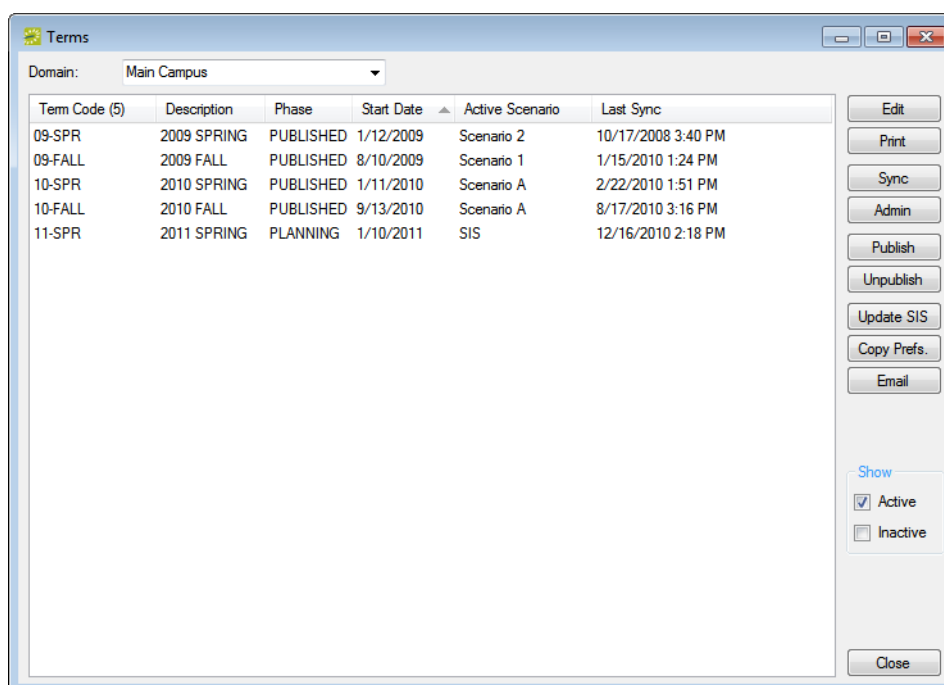 Terms
Domain: Main Campus
Term Code (5) Description Phase Start Date Active Scenario Last Sync
09-SPR 2009 SPRING PUBLISHED 1/12/2009 Scenario 2 10/17/2008 3:40 PM
09-FALL 2009 FALL PUBLISHED 8/10/2009 Scenario 1 1/15/2010 1:24 PM
10-SPR 2010 SPRING PUBLISHED 1/11/2010 Scenario A 2/22/2010 1:51 PM
10-FALL 2010 FALL PUBLISHED 9/13/2010 Scenario A 8/17/2010 3:16 PM
11-SPR 2011 SPRING PLANNING 1/10/2011 SIS 12/16/2010 2:18 PM
Edit
Print
Sync
Admin
Publish
Unpublish
Update SIS
Copy Prefs.
Email
Show
Active
Inactive
Close